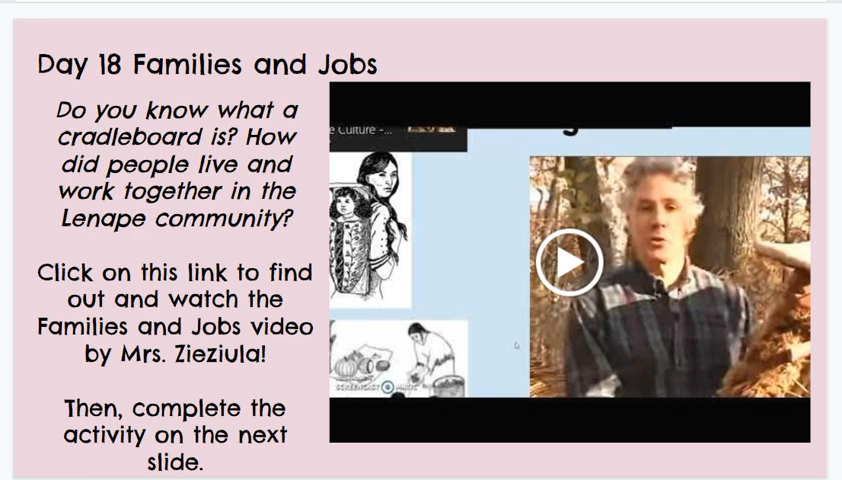 Day 18 Families and Jobs
Do you know what a
cradleboard is? How
did people live and
work together in the
Lenape community?
Click on this link to find
out and watch the
Families and Jobs video
by Mrs. Zieziula!
Then, complete the
activity on the next
slide.
e Culture -...
SCREENCAST MATIC